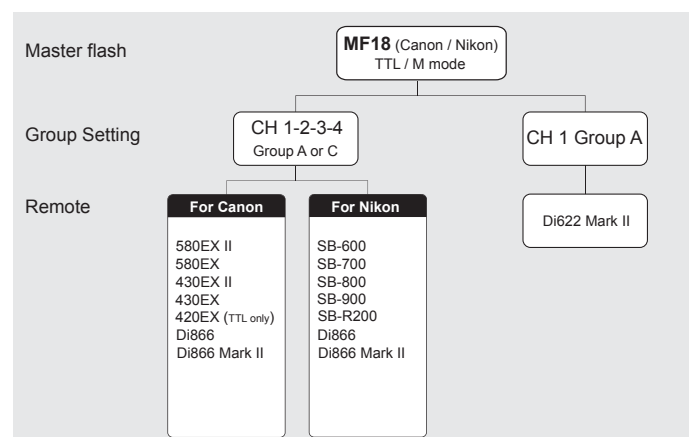 Master flash
MF18 (Canon / Nikon)
TTL / M mode
Group Setting
CH 1-2-3-4
Group A or C
CH 1 Group A
Remote
For Canon
580EX II
580EX
430EX II
430EX
420EX (TTL only)
Di866
Di866 Mark II
For Nikon
SB-600
SB-700
SB-800
SB-900
SB-R200
Di866
Di866 Mark II
Di622 Mark II